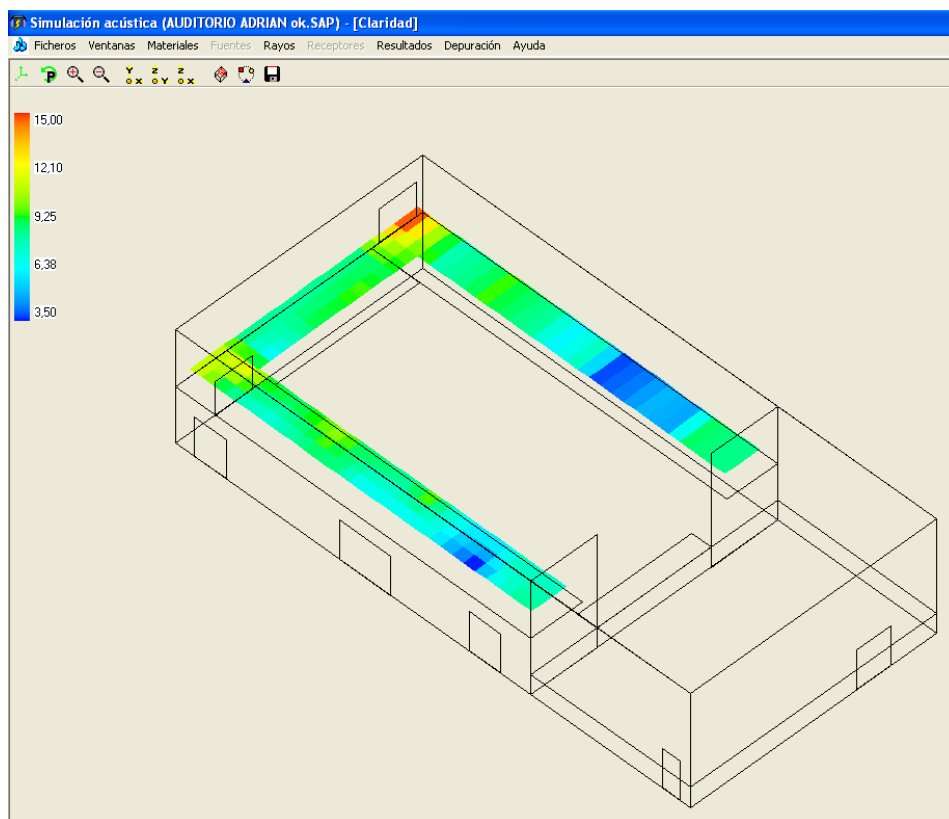 Simulación acústica (AUDITORIO ADRIAN ok.SAP) - [Claridad]
Ficheros Ventanas Materiales Fuentes Rayos Receptores Resultados Depuración Ayuda
P Y X Z Y Z X
15,00
12,10
9,25
6,38
3,50